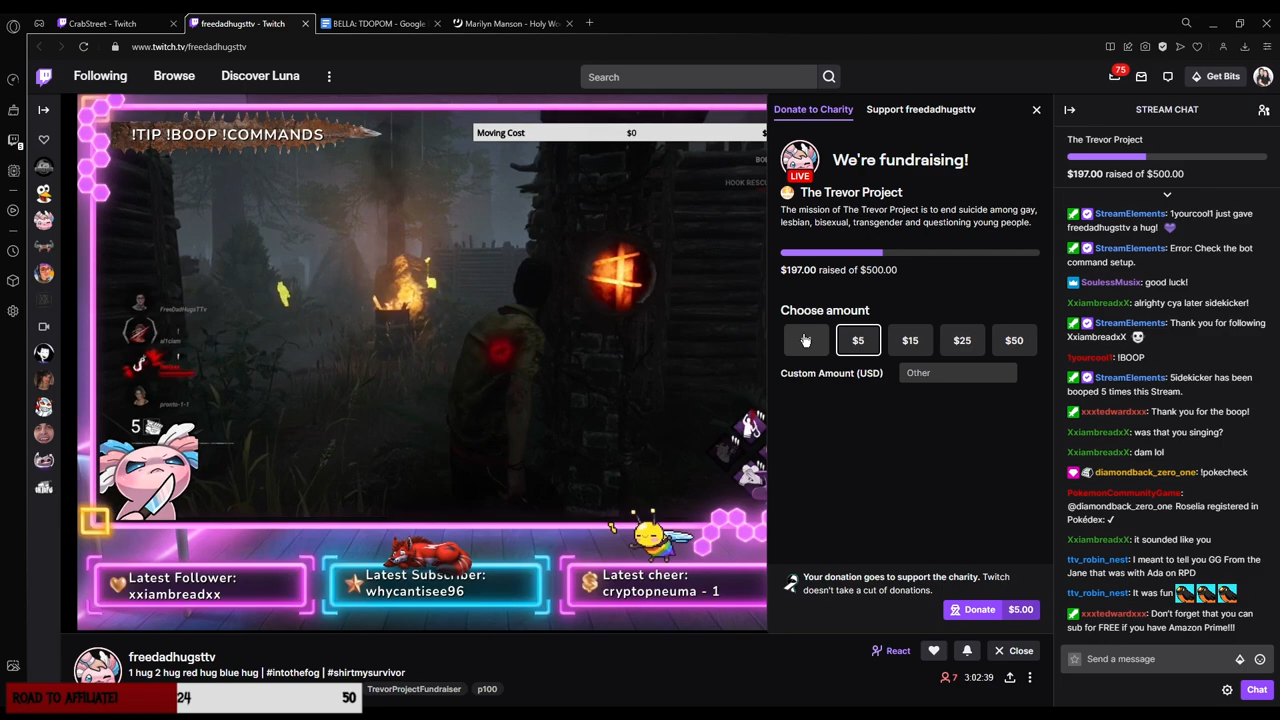 CrabStreet - Twitch
freedadhugsttv - Twitch
BELLA: TDOPOM - Google
Marilyn Manson - Holy Wo
www.twitch.tv/freedadhugsttv
Following
Browse
Discover Luna
Search
75
Get Bits
!TIP !BOOP !COMMANDS
Moving Cost
$0
HOOK RESCU
FreeDadHugsTTv
al1slam
pronto-1-1
5
Latest Follower:
xxiambreadxx
Latest Subscriber:
whycantisee96
Latest cheer:
cryptopneuma - 1
Donate to Charity
Support freedadhugsttv
We're fundraising!
LIVE
The Trevor Project
The mission of The Trevor Project is to end suicide among gay,
lesbian, bisexual, transgender and questioning young people.
$197.00 raised of $500.00
Choose amount
$5
$15
$25
$50
Custom Amount (USD)
Other
Your donation goes to support the charity. Twitch
doesn't take a cut of donations.
Donate
$5.00
STREAM CHAT
The Trevor Project
$197.00 raised of $500.00
StreamElements: 1yourcool1 just gave
freedadhugsttv a hug!
StreamElements: Error: Check the bot
command setup.
SoulessMusix: good luck!
XxiambreadxX: alrighty cya later sidekicker!
StreamElements: Thank you for following
XxiambreadxX
1yourcool1: !BOOP
StreamElements: 5idekicker has been
booped 5 times this Stream.
xxxtedwardxxx: Thank you for the boop!
XxiambreadxX: was that you singing?
XxiambreadxX: dam lol
diamondback_zero_one: !pokecheck
PokemonCommunityGame:
@diamondback_zero_one Roselia registered in
Pokédex: ✓
XxiambreadxX: it sounded like you
ttv_robin_nest: I meant to tell you GG From the
Jane that was with Ada on RPD
ttv_robin_nest: It was fun
xxxtedwardxxx: Don't forget that you can
sub for FREE if you have Amazon Prime!!!
Send a message
Chat
freedadhugsttv
1 hug 2 hug red hug blue hug | #intothefog | #shirtmysurvivor
TrevorProjectFundraiser
p100
React
Close
7
3:02:39
ROAD TO AFFILIATE!
24
50